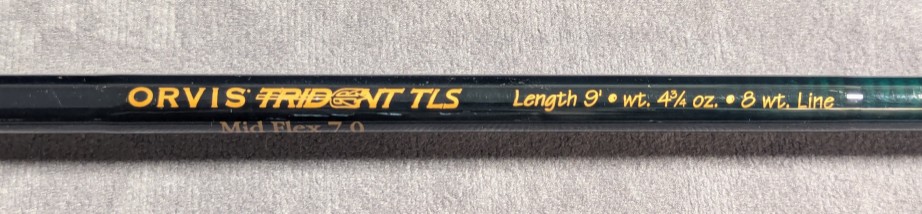 ORVIS TRIDENT TLS Length 9' • wt. 4¾ oz. • 8 wt. Line
Mid Flex 7.0